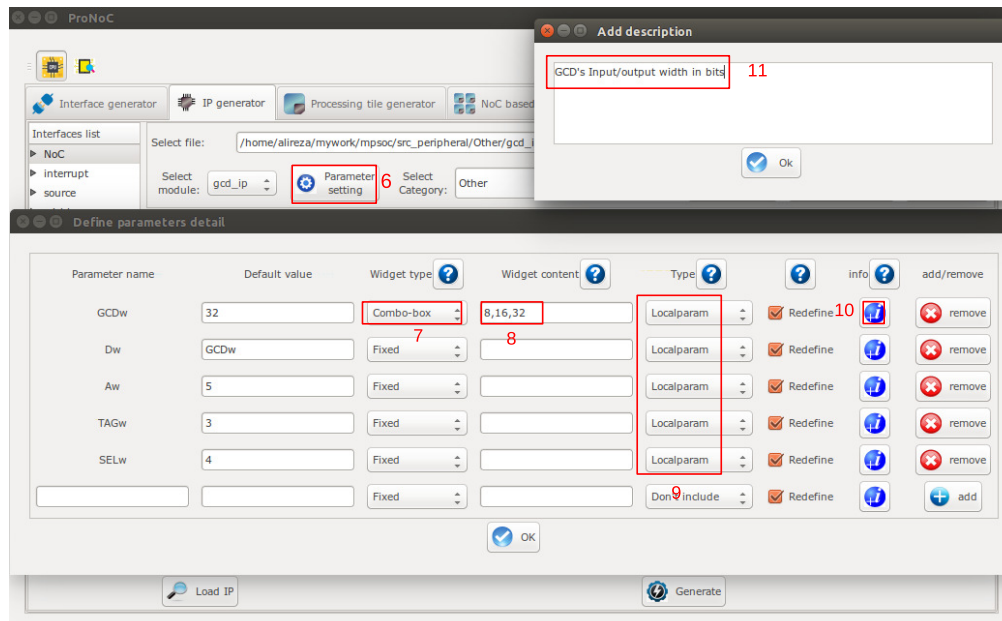 ProNoC
Add description
GCD's Input/output width in bits
11
Ok
Interface generator
IP generator
Processing tile generator
NoC based
Interfaces list
NoC
interrupt
source
Select file:
/home/alireza/mywork/mpsoc/src_peripheral/Other/gcd_i
Select module:
gcd_ip
Parameter setting
6
Select Category:
Other
Define parameters detail
Parameter name Default value Widget type Widget content Type info add/remove
GCDw 32 Combo-box 8,16,32 Localparam Redefine 10 remove
7 8
Dw GCDw Fixed Localparam Redefine remove
Aw 5 Fixed Localparam Redefine remove
TAGw 3 Fixed Localparam Redefine remove
SELw 4 Fixed Localparam Redefine remove
9
Fixed Don't include Redefine add
OK
Load IP
Generate